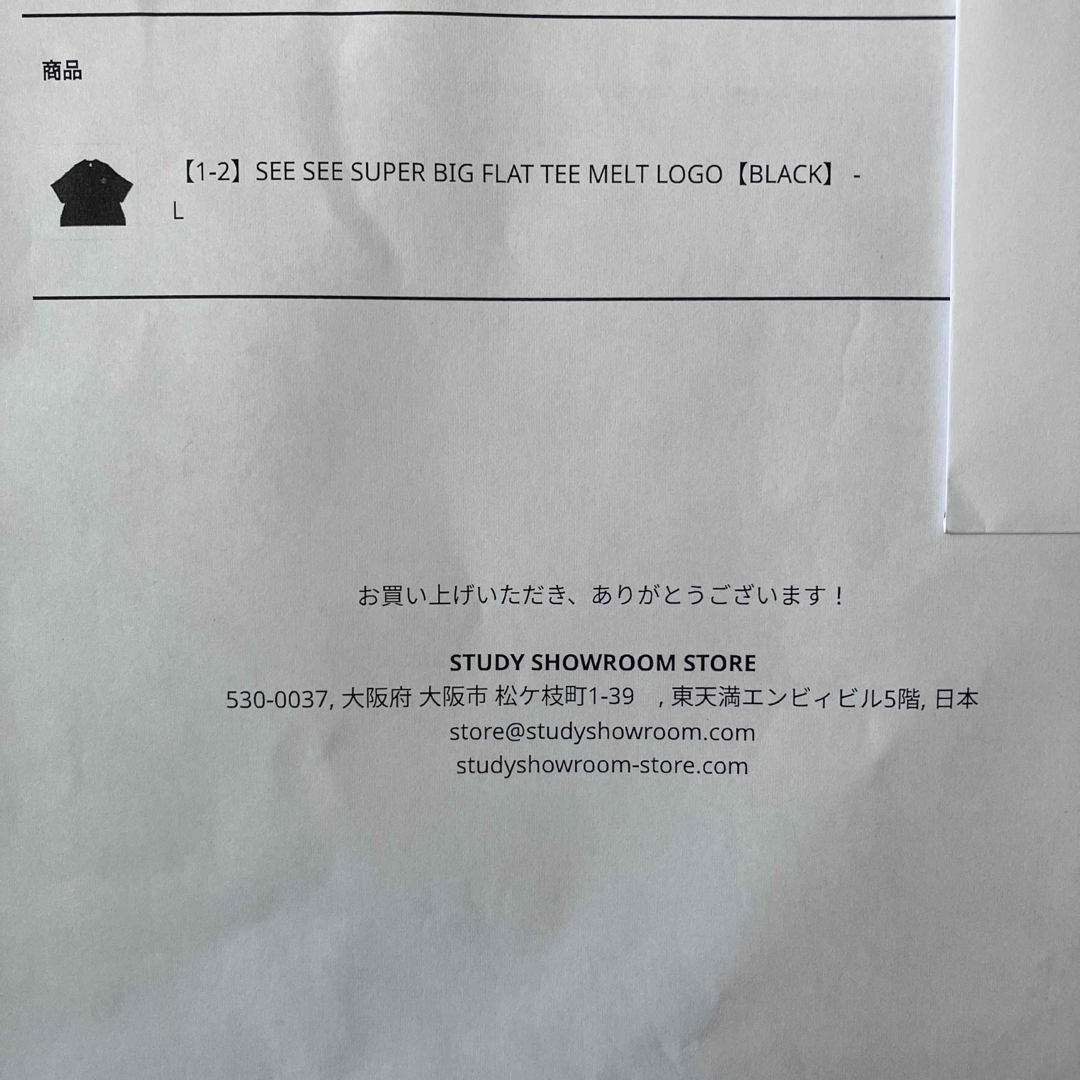 商品
【1-2】SEE SEE SUPER BIG FLAT TEE MELT LOGO【BLACK】 -
L
お買い上げいただき、ありがとうございます！
STUDY SHOWROOM STORE
530-0037, 大阪府 大阪市 松ケ枝町1-39　, 東天満エンビィビル5階, 日本
store@studyshowroom.com
studyshowroom-store.com